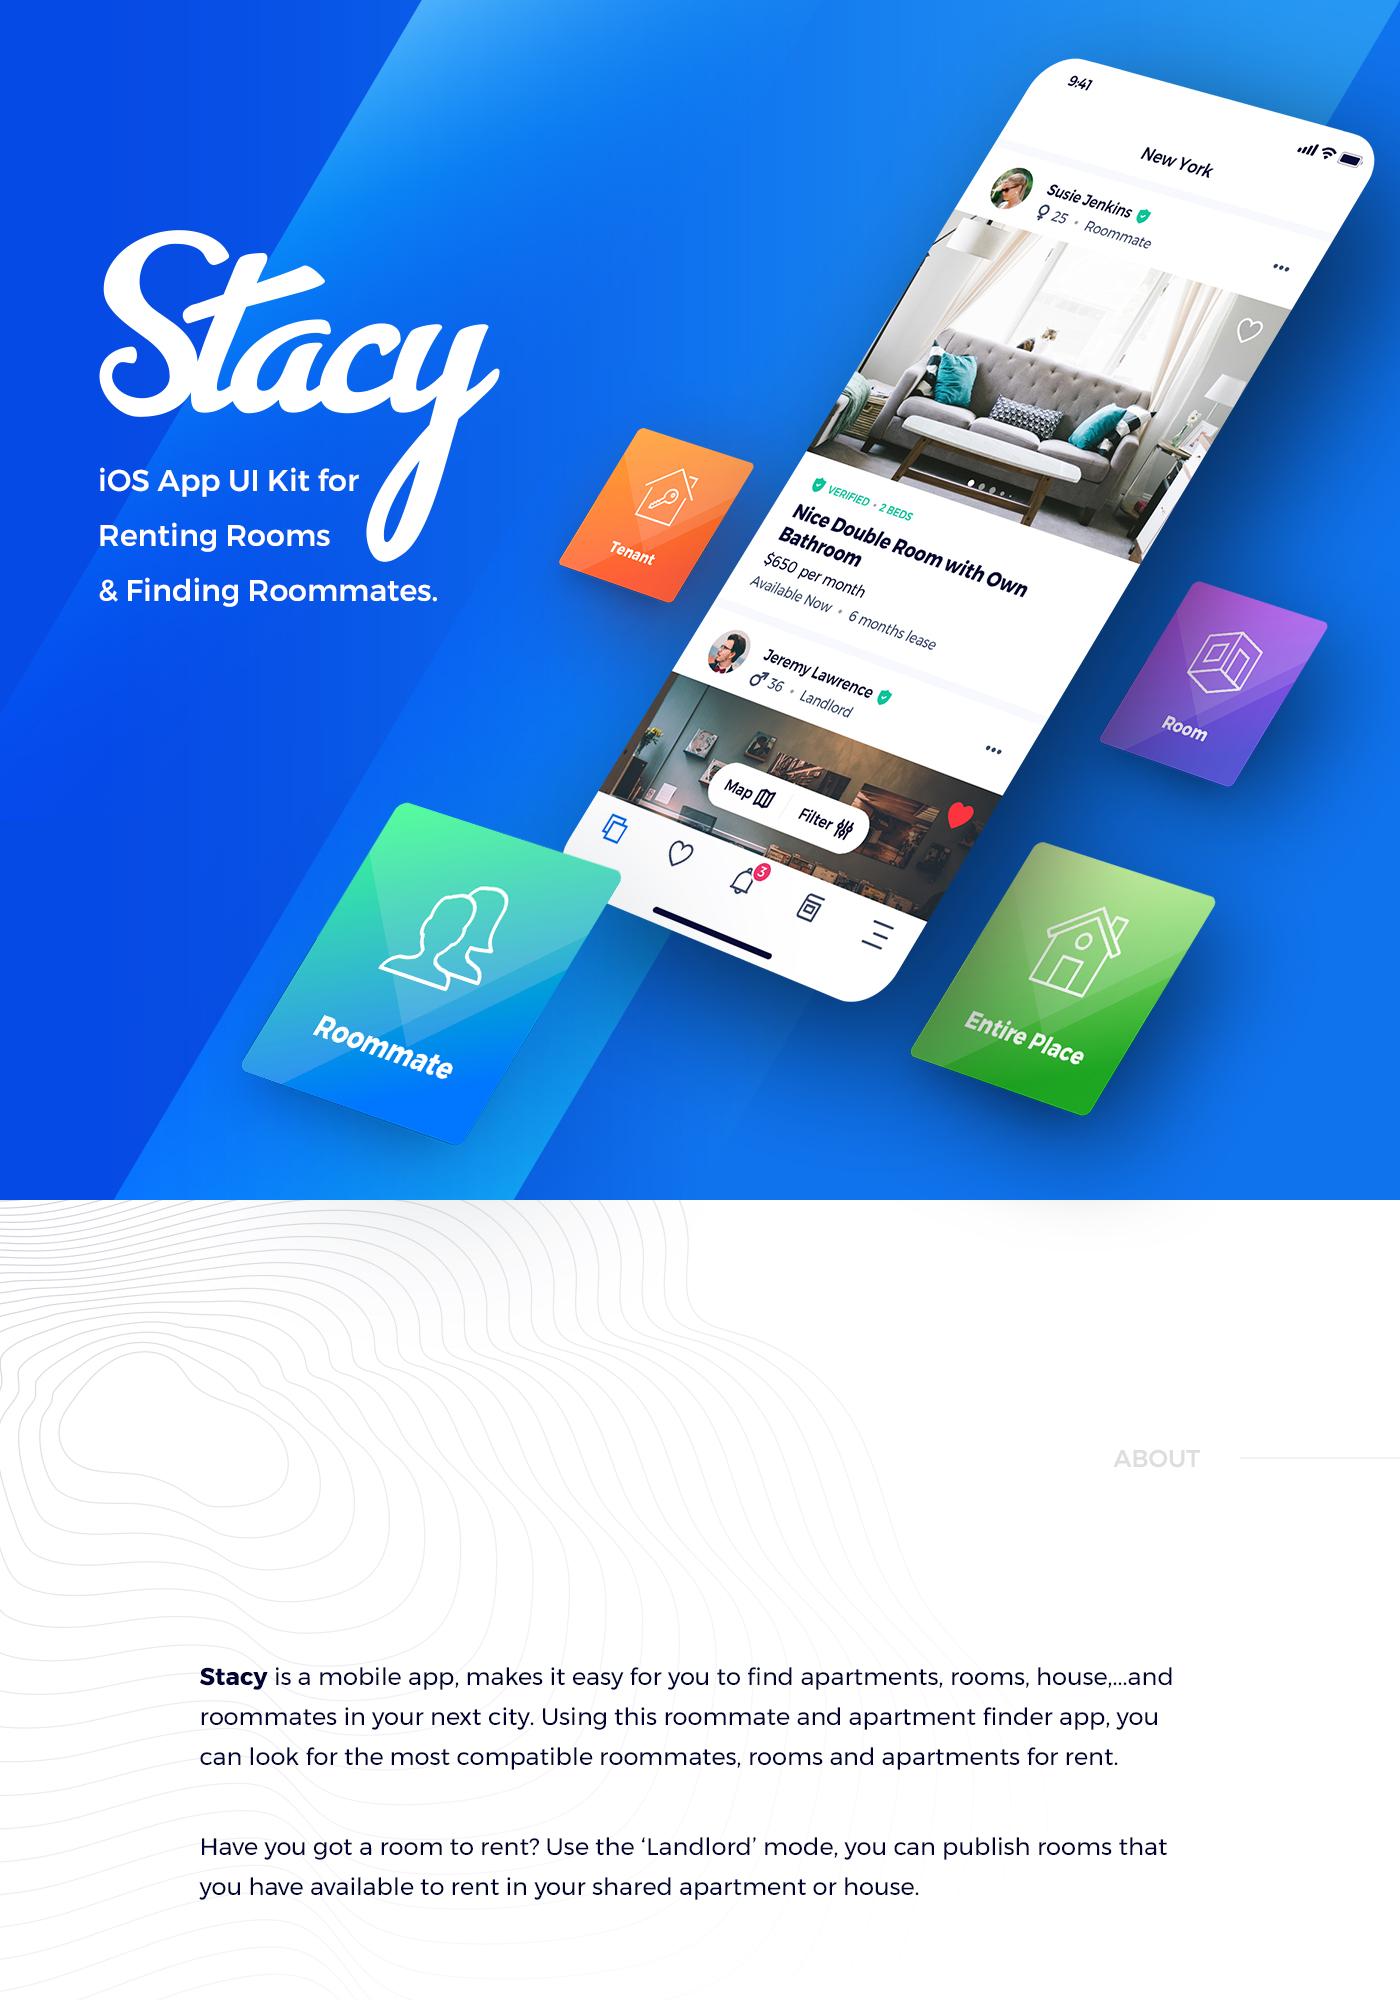 Stacy
iOS App UI Kit for
Renting Rooms
& Finding Roommates.
9:41
New York
Susie Jenkins
25 • Roommate
VERIFIED • 2 BEDS
Nice Double Room with Own
Bathroom
$650 per month
Available Now • 6 months lease
Jeremy Lawrence
36 • Landlord
Map
Filter
3
Tenant
Room
Roommate
Entire Place
ABOUT
Stacy is a mobile app, makes it easy for you to find apartments, rooms, house,...and
roommates in your next city. Using this roommate and apartment finder app, you
can look for the most compatible roommates, rooms and apartments for rent.
Have you got a room to rent? Use the ‘Landlord’ mode, you can publish rooms that
you have available to rent in your shared apartment or house.